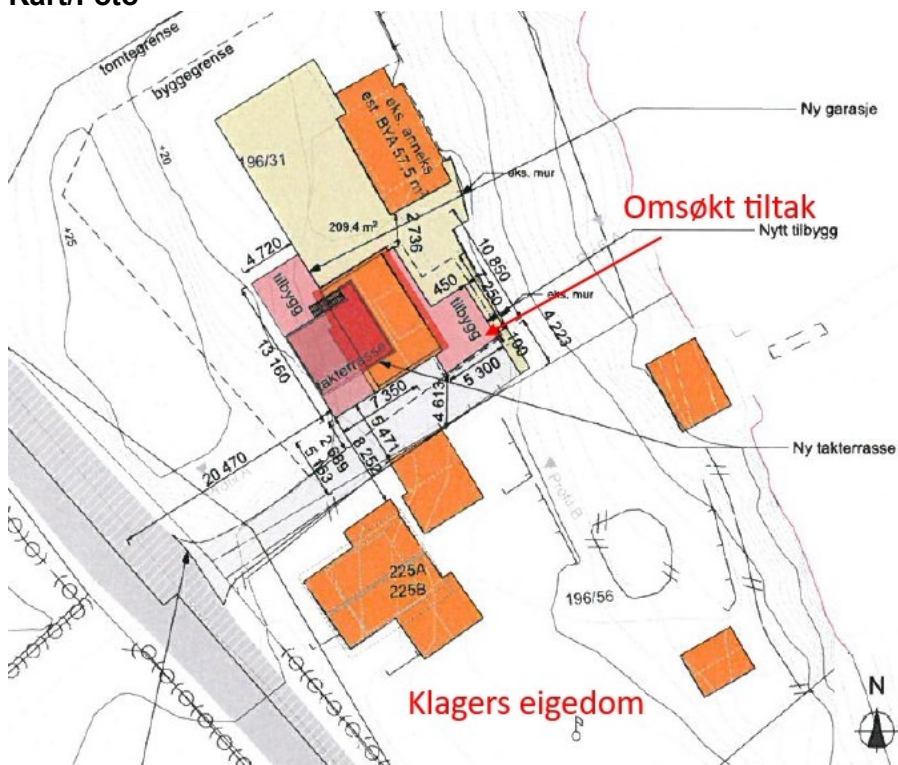 Kart/Foto
tomtegrense
byggegrense
+20
+25
196/31
eks. anneks
est. BYA 57.5 m²
Ny garasje
eks. mur
Omsøkt tiltak
Nytt tilbygg
209.4 m²
2 736
4 720
10 850
7 250
450
eks. mur
4 223
190
tilbygg
tilbygg
13 160
takterrasse
5 300
7 350
4 613
5 471
8 252
2 689
5 163
20 470
Ny takterrasse
Profil B
225A
225B
196/56
Klagers eigedom
N